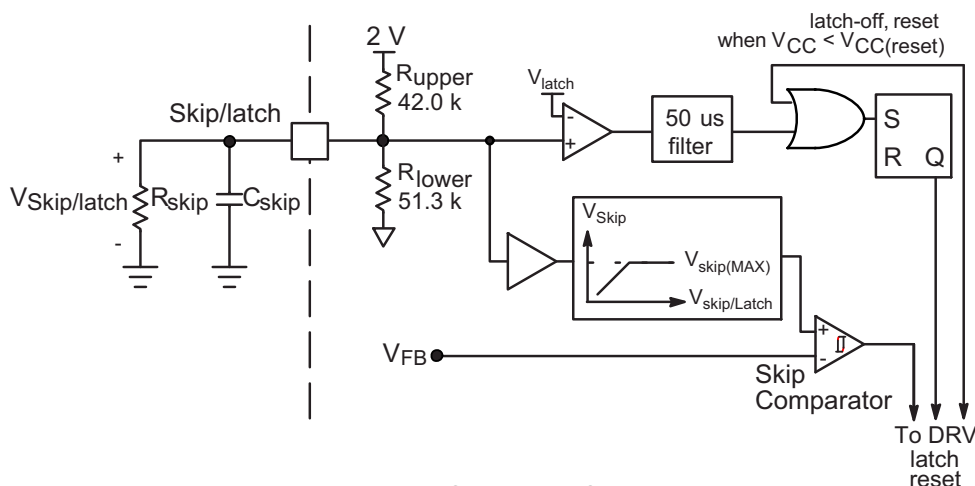 latch-off, reset
when VCC < VCC(reset)
2 V
Rupper
42.0 k
Vlatch
-
+
50 us
filter
S
R Q
Skip/latch
+
VSkip/latch
-
Rskip
Cskip
Rlower
51.3 k
VSkip
Vskip(MAX)
Vskip/Latch
+
-
VFB
Skip
Comparator
To DRV
latch
reset